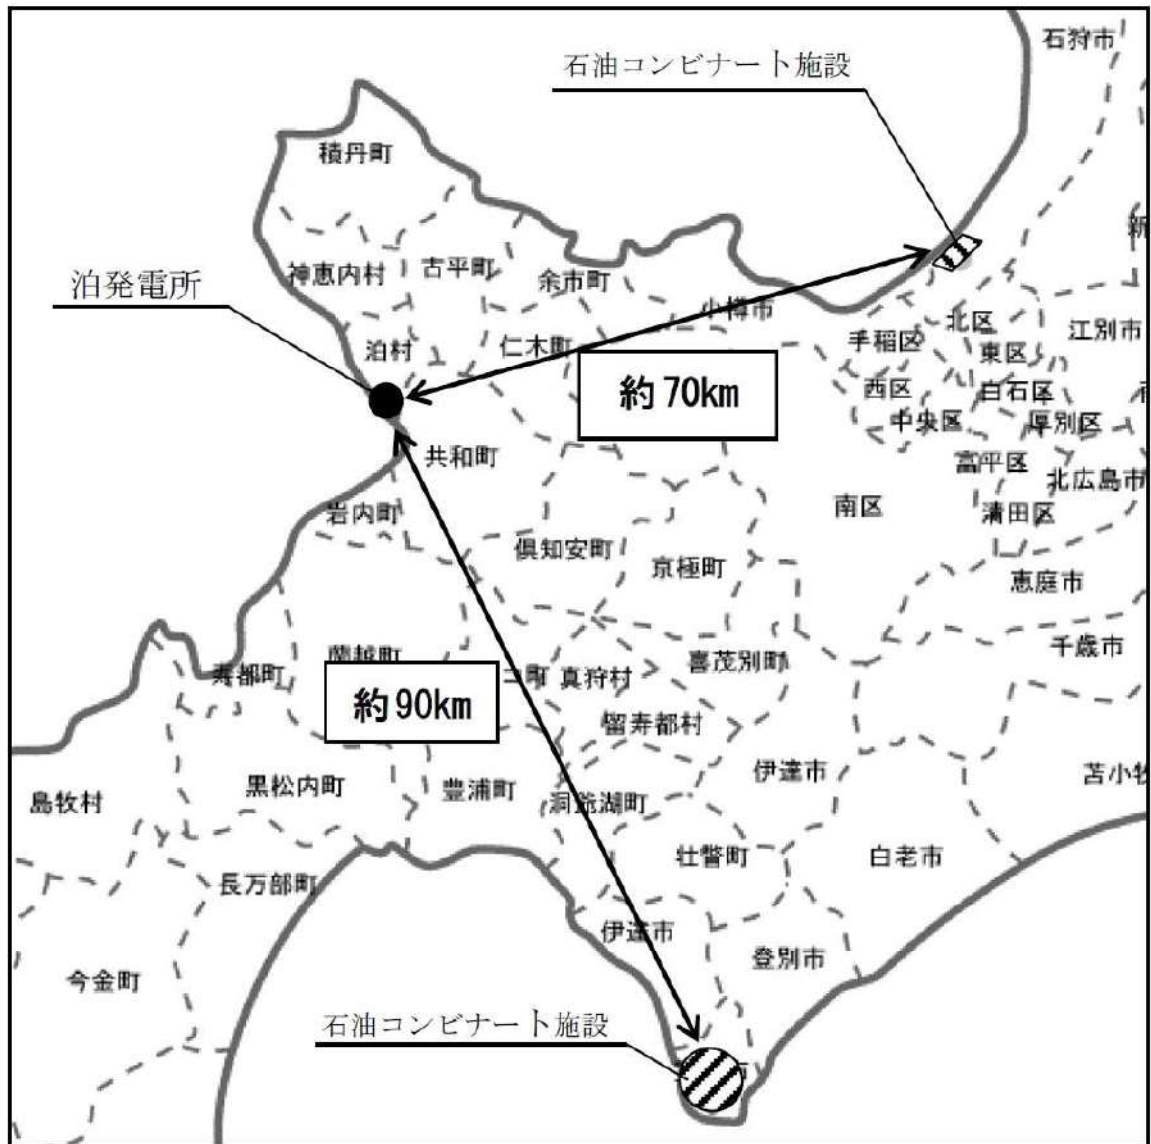 石狩市
石油コンビナート施設
積丹町
神恵内村
古平町
余市町
泊発電所
小樽市
泊村
仁木町
手稲区
北区
江別市
東区
約70km
西区
白石区
中央区
厚別区
共和町
富平区
北広島市
岩内町
南区
清田区
倶知安町
京極町
恵庭市
千歳市
蘭越町
寿都町
真狩村
喜茂別町
約90km
留寿都村
伊達市
島牧村
黒松内町
豊浦町
洞爺湖町
壮瞥町
白老市
長万部町
伊達市
登別市
今金町
石油コンビナート施設